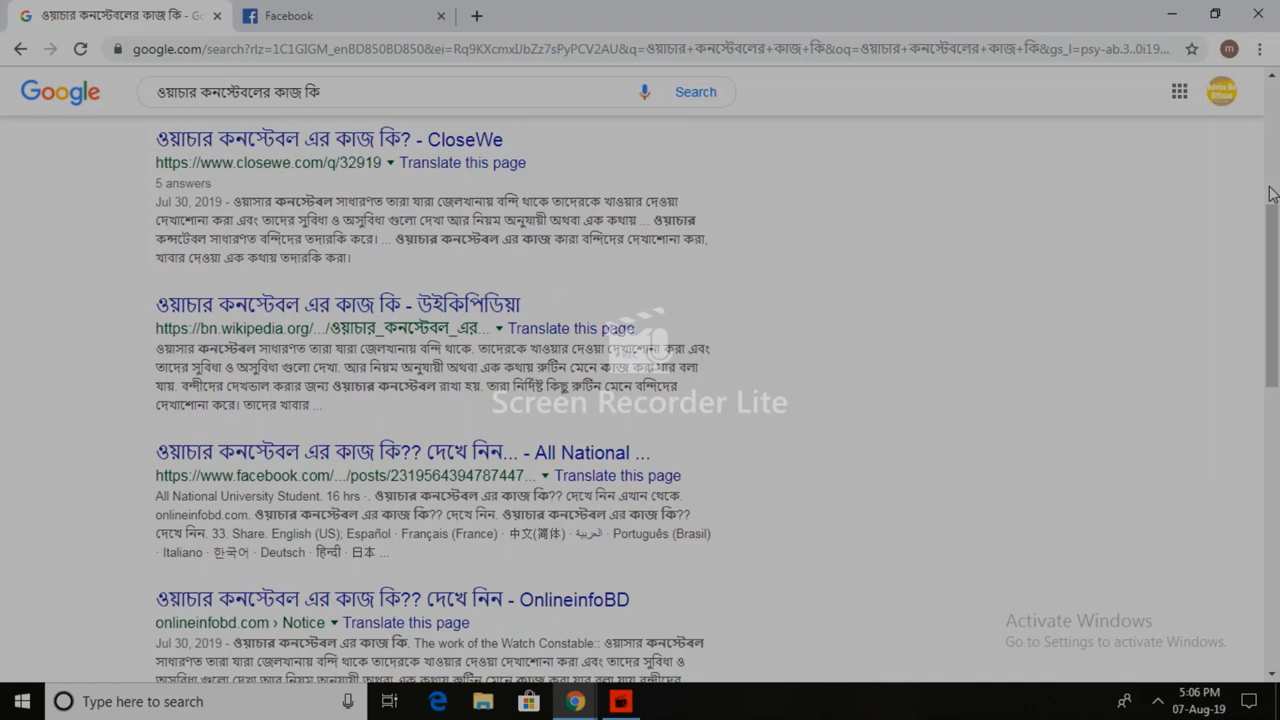 ওয়াচার কনস্টেবলের কাজ কি - Go
Facebook
google.com/search?rlz=1C1GIGM_enBD850BD850&ei=Rq9KXcmxIJbZz7sPyPCV2AU&q=ওয়াচার+কনস্টেবলের+কাজ+কি&oq=ওয়াচার+কনস্টেবলের+কাজ+কি&gs_l=psy-ab.3..0i19...
m
Google
ওয়াচার কনস্টেবলের কাজ কি
Search
ওয়াচার কনস্টেবল এর কাজ কি? - CloseWe
https://www.closewe.com/q/32919 Translate this page
5 answers
Jul 30, 2019 - ওয়াসার কনস্টেবল সাধারণত তারা যারা জেলখানায় বন্দি থাকে তাদেরকে খাওয়ার দেওয়া
দেখাশোনা করা এবং তাদের সুবিধা ও অসুবিধা গুলো দেখা আর নিয়ম অনুযায়ী অথবা এক কথায় ... ওয়াচার
কন্সটেবল সাধারণত বন্দিদের তদারকি করে। ... ওয়াচার কনস্টেবল এর কাজ কারা বন্দিদের দেখাশোনা করা,
খাবার দেওয়া এক কথায় তদারকি করা।
ওয়াচার কনস্টেবল এর কাজ কি - উইকিপিডিয়া
https://bn.wikipedia.org/.../ওয়াচার_কনস্টেবল_এর... Translate this page
ওয়াসার কনস্টেবল সাধারণত তারা যারা জেলখানায় বন্দি থাকে. তাদেরকে খাওয়ার দেওয়া দেখাশোনা করা এবং
তাদের সুবিধা ও অসুবিধা গুলো দেখা. আর নিয়ম অনুযায়ী অথবা এক কথায় রুটিন মেনে কাজ করা যার বলা
যায়. বন্দীদের দেখভাল করার জন্য ওয়াচার কনস্টেবল রাখা হয়. তারা নির্দিষ্ট কিছু রুটিন মেনে বন্দিদের
দেখাশোনা করে। তাদের খাবার ...
Screen Recorder Lite
ওয়াচার কনস্টেবল এর কাজ কি?? দেখে নিন... - All National ...
https://www.facebook.com/.../posts/2319564394787447... Translate this page
All National University Student. 16 hrs ·. ওয়াচার কনস্টেবল এর কাজ কি?? দেখে নিন এখান থেকে.
onlineinfobd.com. ওয়াচার কনস্টেবল এর কাজ কি?? দেখে নিন. ওয়াচার কনস্টেবল এর কাজ কি??
দেখে নিন. 33. Share. English (US); Español · Français (France) · 中文(简体) · العربية · Português (Brasil)
· Italiano · 한국어 · Deutsch · हिन्दी · 日本 ...
ওয়াচার কনস্টেবল এর কাজ কি?? দেখে নিন - OnlineinfoBD
onlineinfobd.com › Notice Translate this page
Jul 30, 2019 - ওয়াচার কনস্টেবল এর কাজ কি. The work of the Watch Constable:: ওয়াসার কনস্টেবল
সাধারণত তারা যারা জেলখানায় বন্দি থাকে তাদেরকে খাওয়ার দেওয়া দেখাশোনা করা এবং তাদের সুবিধা ও
অসুবিধা গুলো দেখা আর নিয়ম অনুযায়ী অথবা এক কথায়
Activate Windows
Go to Settings to activate Windows.
Type here to search
5:06 PM
07-Aug-19